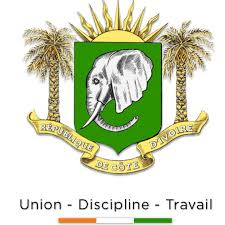 RÉPUBLIQUE
DE CÔTE
D'IVOIRE
Union - Discipline - Travail